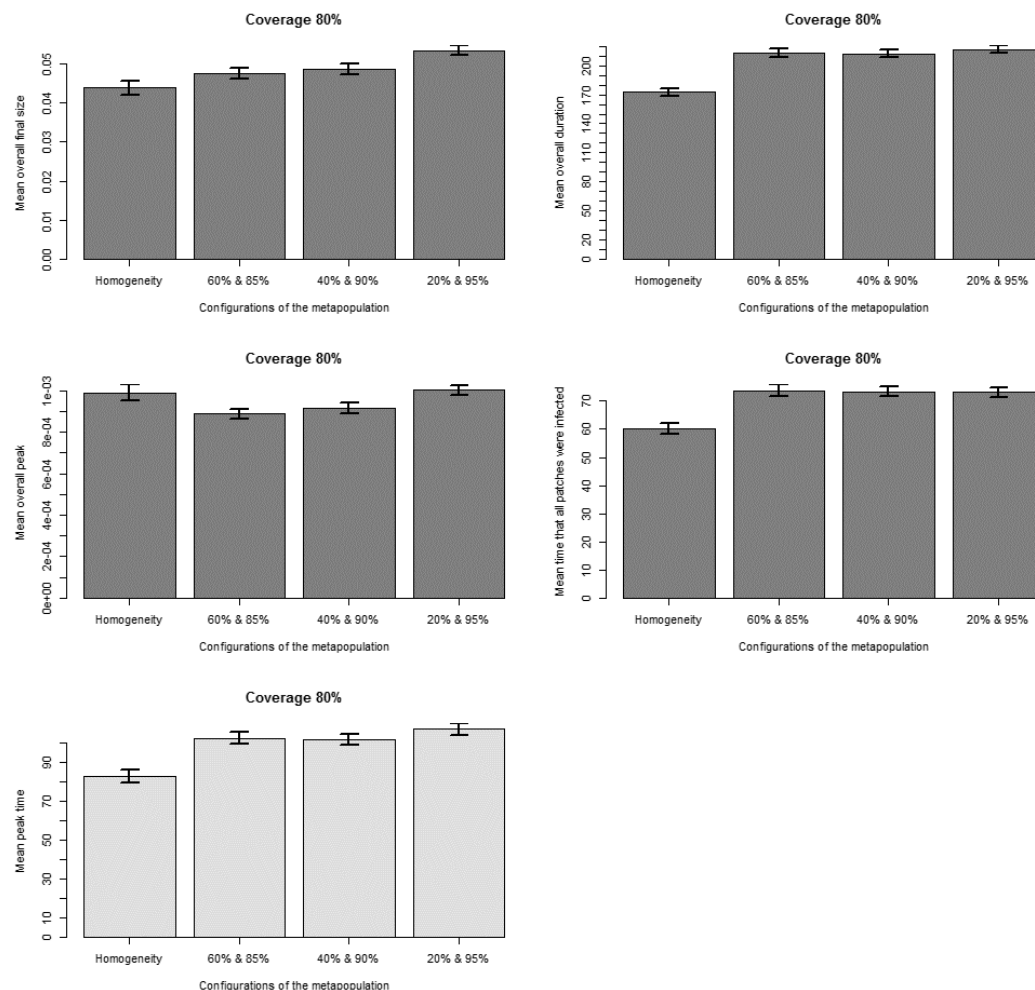 Coverage 80%
Mean overall final size
0.00 0.01 0.02 0.03 0.04 0.05
Homogeneity 60% & 85% 40% & 90% 20% & 95%
Configurations of the metapopulation
Coverage 80%
Mean overall duration
0 20 50 80 110 140 170 200
Homogeneity 60% & 85% 40% & 90% 20% & 95%
Configurations of the metapopulation
Coverage 80%
Mean overall peak
0e+00 2e-04 4e-04 6e-04 8e-04 1e-03
Homogeneity 60% & 85% 40% & 90% 20% & 95%
Configurations of the metapopulation
Coverage 80%
Mean time that all patches were infected
0 10 20 30 40 50 60 70
Homogeneity 60% & 85% 40% & 90% 20% & 95%
Configurations of the metapopulation
Coverage 80%
Mean peak time
0 10 30 50 70 90
Homogeneity 60% & 85% 40% & 90% 20% & 95%
Configurations of the metapopulation